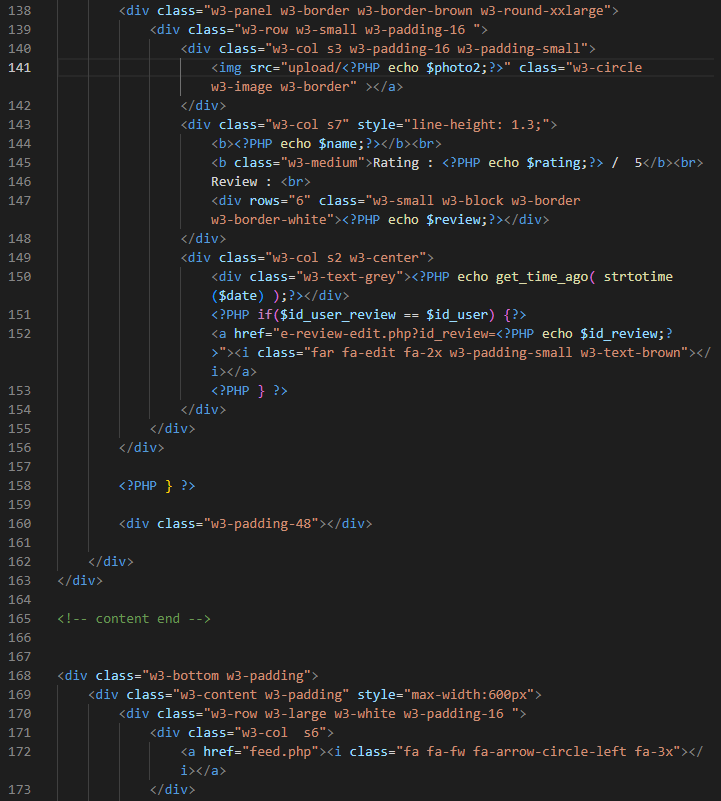 138 <div class="w3-panel w3-border w3-border-brown w3-round-xxlarge">
139 <div class="w3-row w3-small w3-padding-16 ">
140 <div class="w3-col s3 w3-padding-16 w3-padding-small">
141 <img src="upload/<?PHP echo $photo2;?>" class="w3-circle
w3-image w3-border" ></a>
142 </div>
143 <div class="w3-col s7" style="line-height: 1.3;">
144 <b><?PHP echo $name;?></b><br>
145 <b class="w3-medium">Rating : <?PHP echo $rating;?> /  5</b><br>
146 Review : <br>
147 <div rows="6" class="w3-small w3-block w3-border
w3-border-white"><?PHP echo $review;?></div>
148 </div>
149 <div class="w3-col s2 w3-center">
150 <div class="w3-text-grey"><?PHP echo get_time_ago( strtotime
($date) );?></div>
151 <?PHP if($id_user_review == $id_user) {?>
152 <a href="e-review-edit.php?id_review=<?PHP echo $id_review;?
>"><i class="far fa-edit fa-2x w3-padding-small w3-text-brown"></
i></a>
153 <?PHP } ?>
154 </div>
155 </div>
156 </div>
157
158 <?PHP } ?>
159
160 <div class="w3-padding-48"></div>
161
162 </div>
163 </div>
164
165 <!-- content end -->
166
167
168 <div class="w3-bottom w3-padding">
169 <div class="w3-content w3-padding" style="max-width:600px">
170 <div class="w3-row w3-large w3-white w3-padding-16 ">
171 <div class="w3-col  s6">
172 <a href="feed.php"><i class="fa fa-fw fa-arrow-circle-left fa-3x"></
i></a>
173 </div>